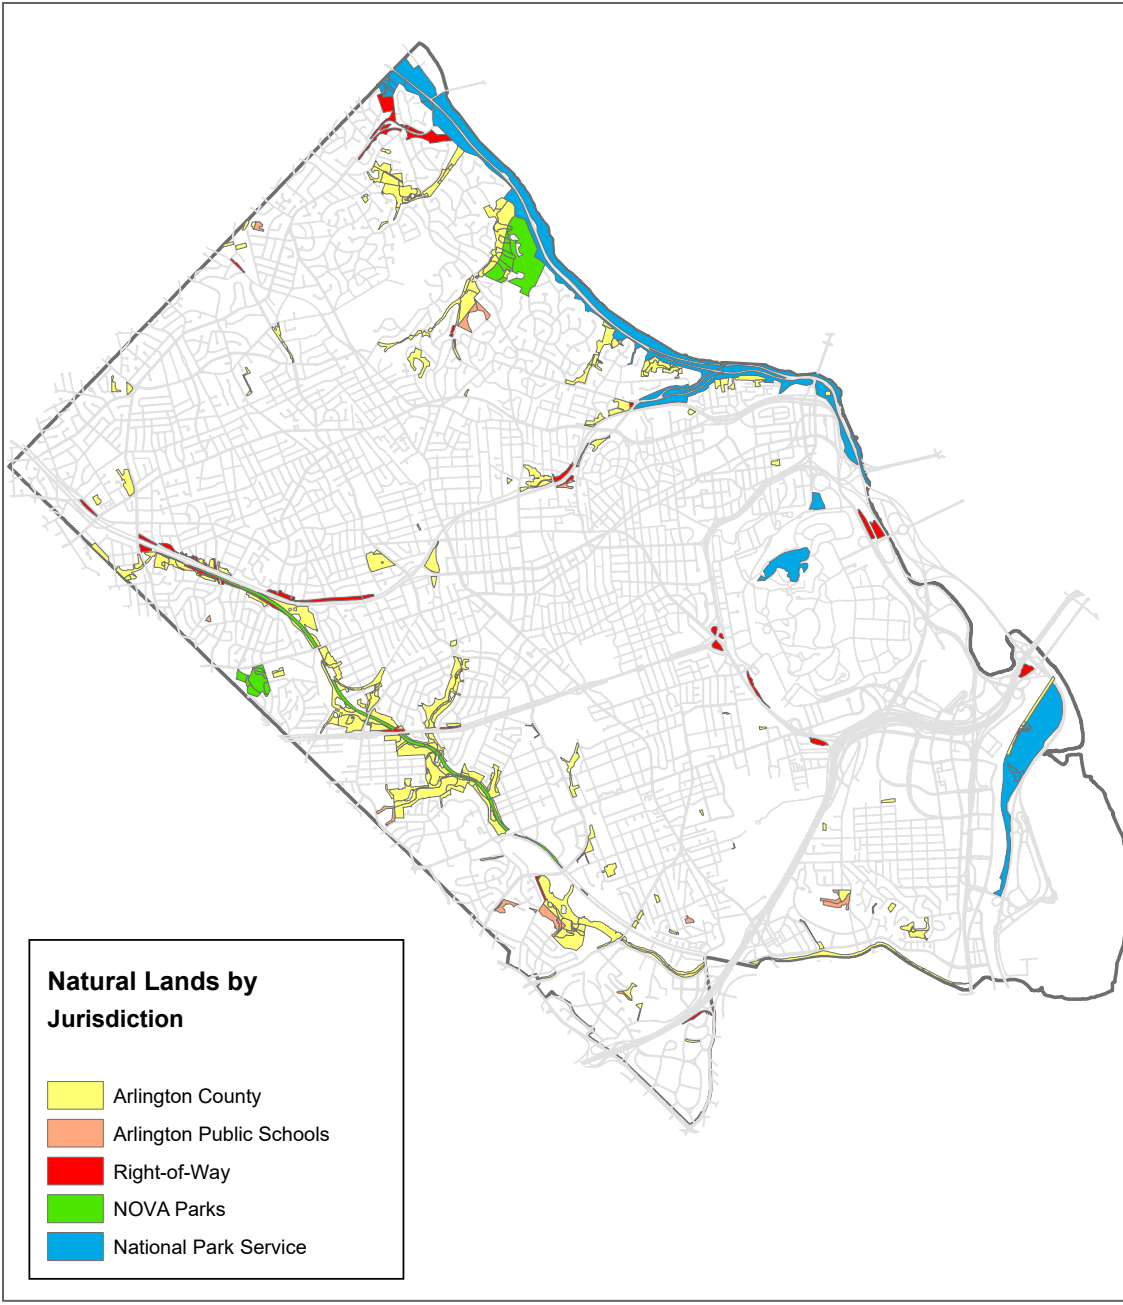 Natural Lands by
Jurisdiction
Arlington County
Arlington Public Schools
Right-of-Way
NOVA Parks
National Park Service